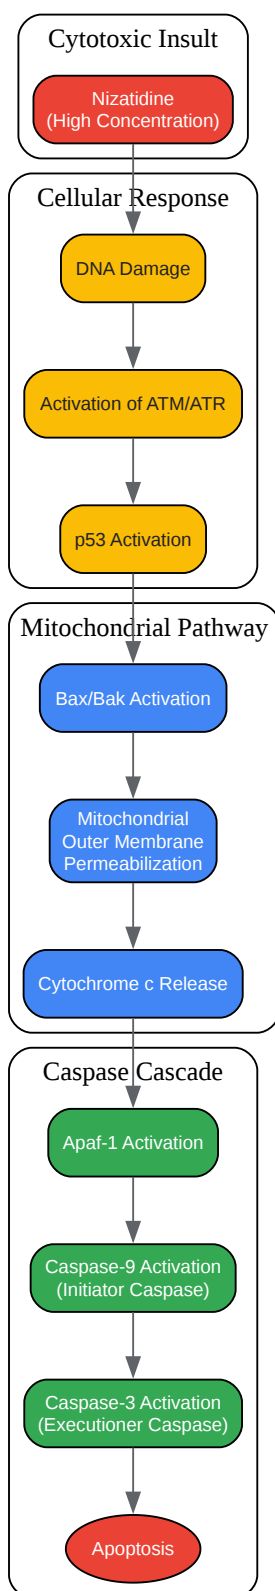 Cytotoxic Insult
Nizatidine
(High Concentration)
Cellular Response
DNA Damage
Activation of ATM/ATR
p53 Activation
Mitochondrial Pathway
Bax/Bak Activation
Mitochondrial
Outer Membrane
Permeabilization
Cytochrome c Release
Caspase Cascade
Apaf-1 Activation
Caspase-9 Activation
(Initiator Caspase)
Caspase-3 Activation
(Executioner Caspase)
Apoptosis